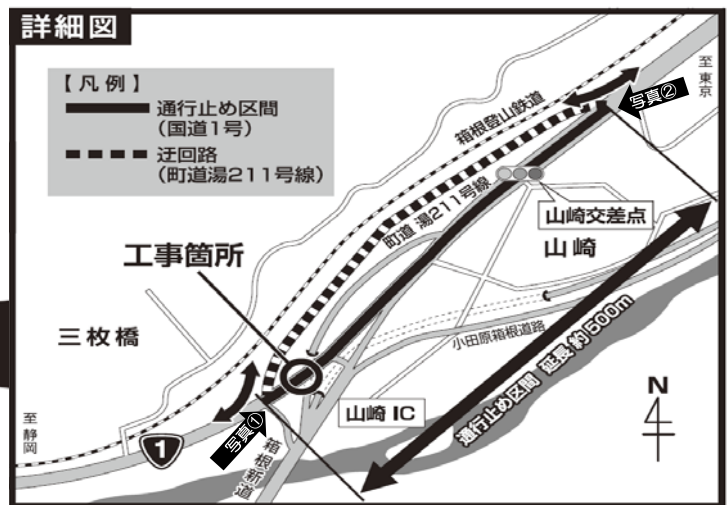 詳細図
【凡例】
通行止め区間
(国道1号)
迂回路
(町道湯211号線)
至東京
写真②
箱根登山鉄道
町道 湯211号線
山崎交差点
山崎
工事箇所
三枚橋
小田原箱根道路
通行止め区間 延長 約500m
山崎 IC
N
至静岡
1
写真①
箱根新道